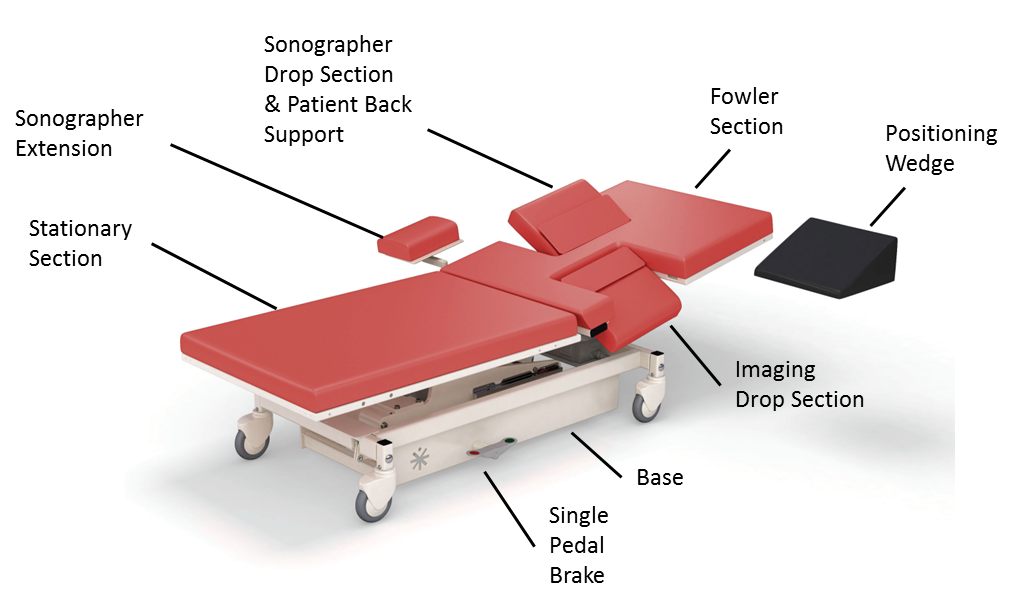 Sonographer
Drop Section
& Patient Back
Support
Fowler
Section
Positioning
Wedge
Sonographer
Extension
Stationary
Section
Imaging
Drop Section
Base
Single
Pedal
Brake